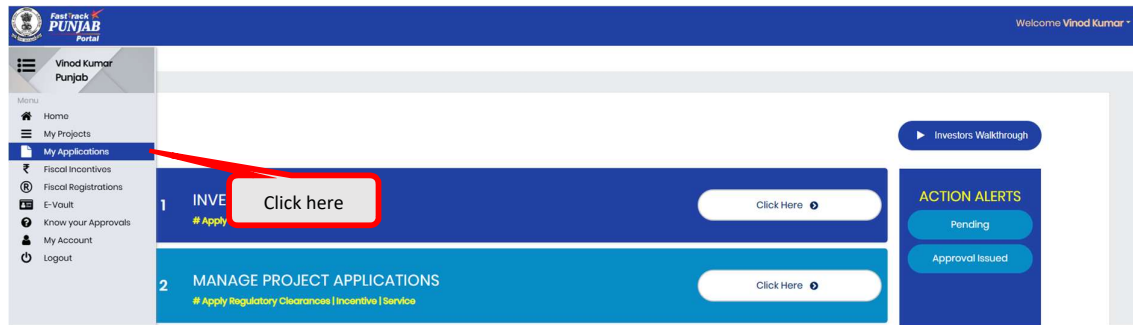 FastTrack
PUNJAB
Portal
Welcome Vinod Kumar
Vinod Kumar
Punjab
Menu
Home
My Projects
My Applications
Fiscal Incentives
Fiscal Registrations
E-Vault
Know your Approvals
My Account
Logout
Investors Walkthrough
1 INVE
# Apply
Click here
Click Here
ACTION ALERTS
Pending
Approval Issued
2 MANAGE PROJECT APPLICATIONS
# Apply Regulatory Clearances | Incentive | Service
Click Here